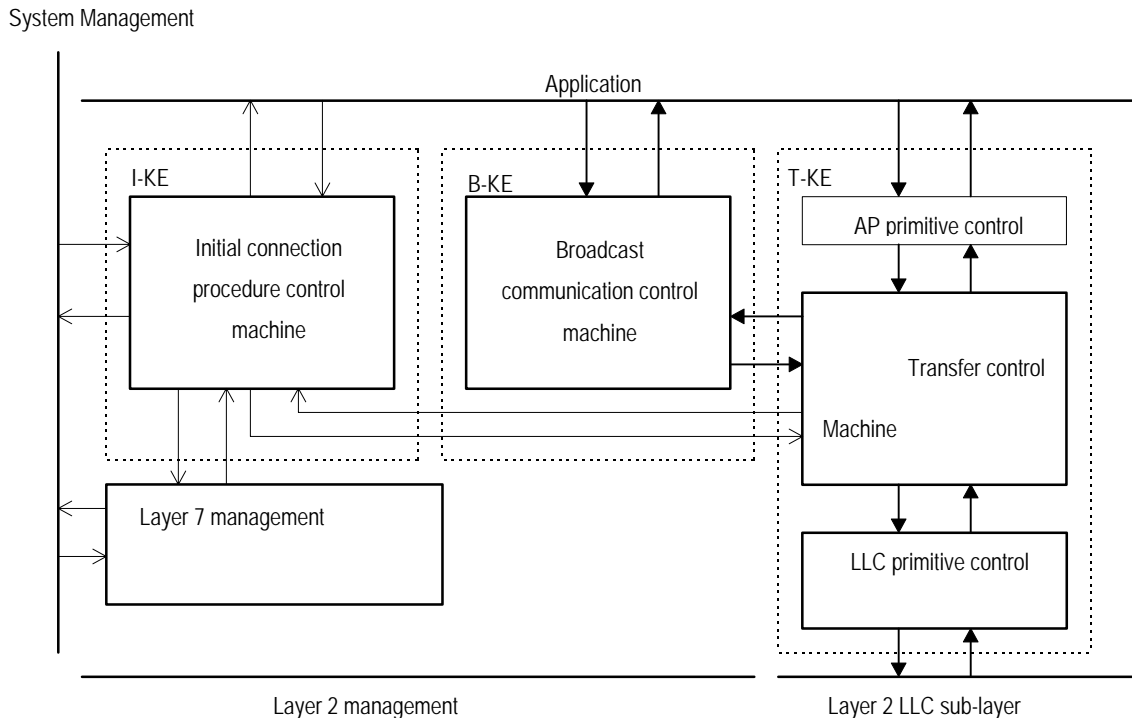 System Management
Application
I-KE
B-KE
T-KE
AP primitive control
Initial connection
procedure control
machine
Broadcast
communication control
machine
Transfer control
Machine
Layer 7 management
LLC primitive control
Layer 2 management
Layer 2 LLC sub-layer